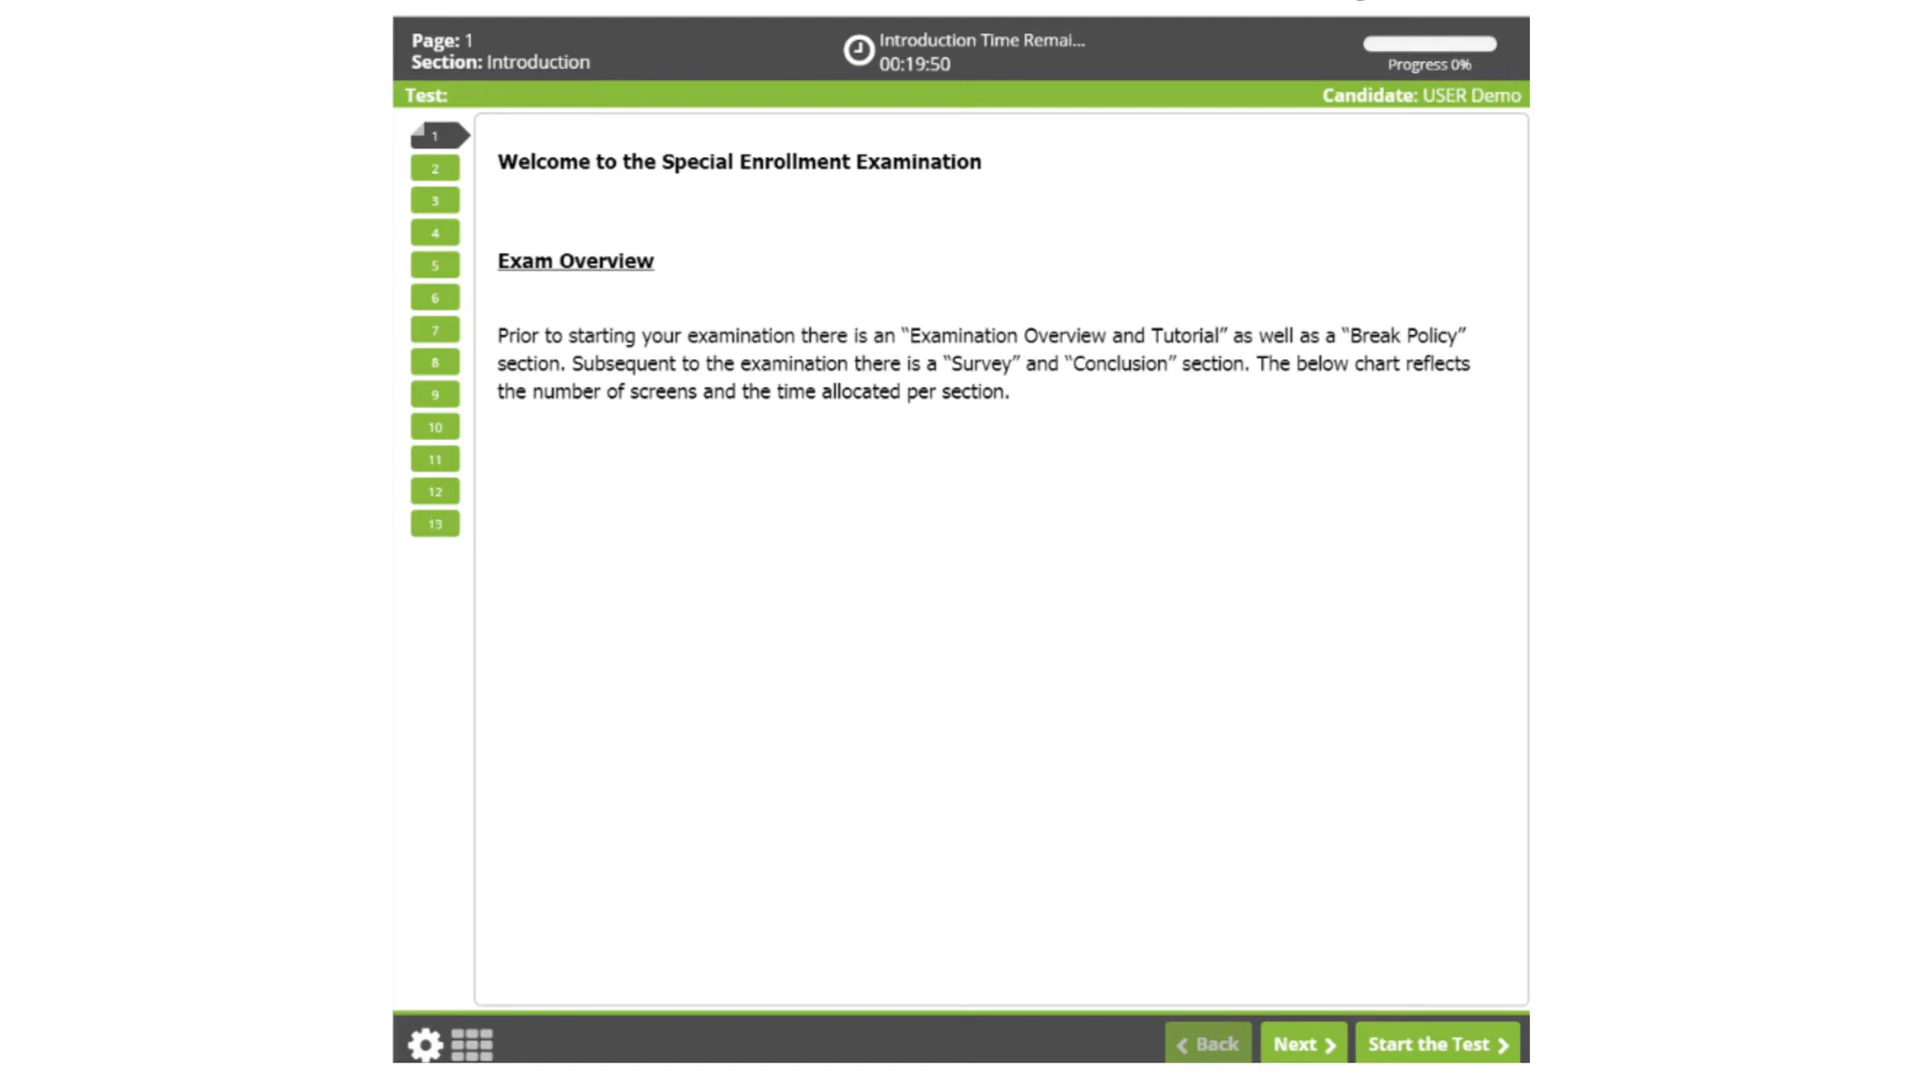 Page: 1
Section: Introduction
Introduction Time Remai...
00:19:50
Progress 0%
Test:
Candidate: USER Demo
1
2
3
4
5
6
7
8
9
10
11
12
13
Welcome to the Special Enrollment Examination
Exam Overview
Prior to starting your examination there is an “Examination Overview and Tutorial” as well as a “Break Policy”
section. Subsequent to the examination there is a “Survey” and “Conclusion” section. The below chart reflects
the number of screens and the time allocated per section.
Back
Next
Start the Test